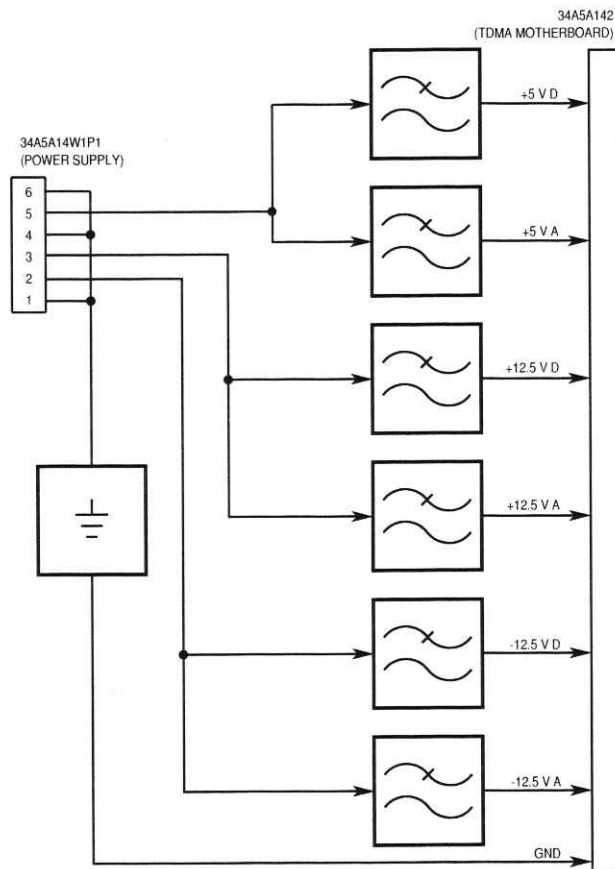 34A5A142
(TDMA MOTHERBOARD)
34A5A14W1P1
(POWER SUPPLY)
6
5
4
3
2
1
+5 V D
+5 V A
+12.5 V D
+12.5 V A
-12.5 V D
-12.5 V A
GND